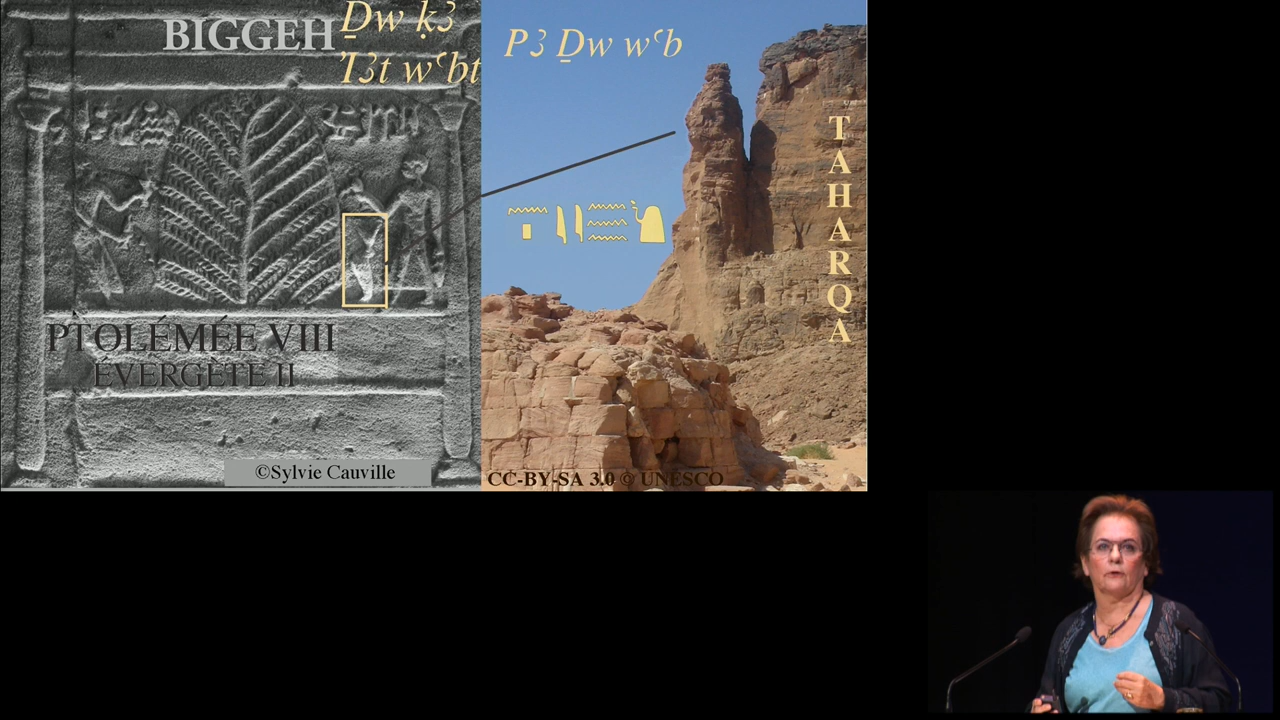 BIGGEH
Ḏw ḳꜣ
Ꞽꜣt wꜥbt
PTOLÉMÉE VIII
ÉVERGÈTE II
©Sylvie Cauville
Pꜣ Ḏw wꜥb
TAHARQA
CC-BY-SA 3.0 © UNESCO